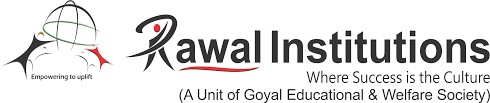 Empowering to uplift
Rawal Institutions
Where Success is the Culture
(A Unit of Goyal Educational & Welfare Society)